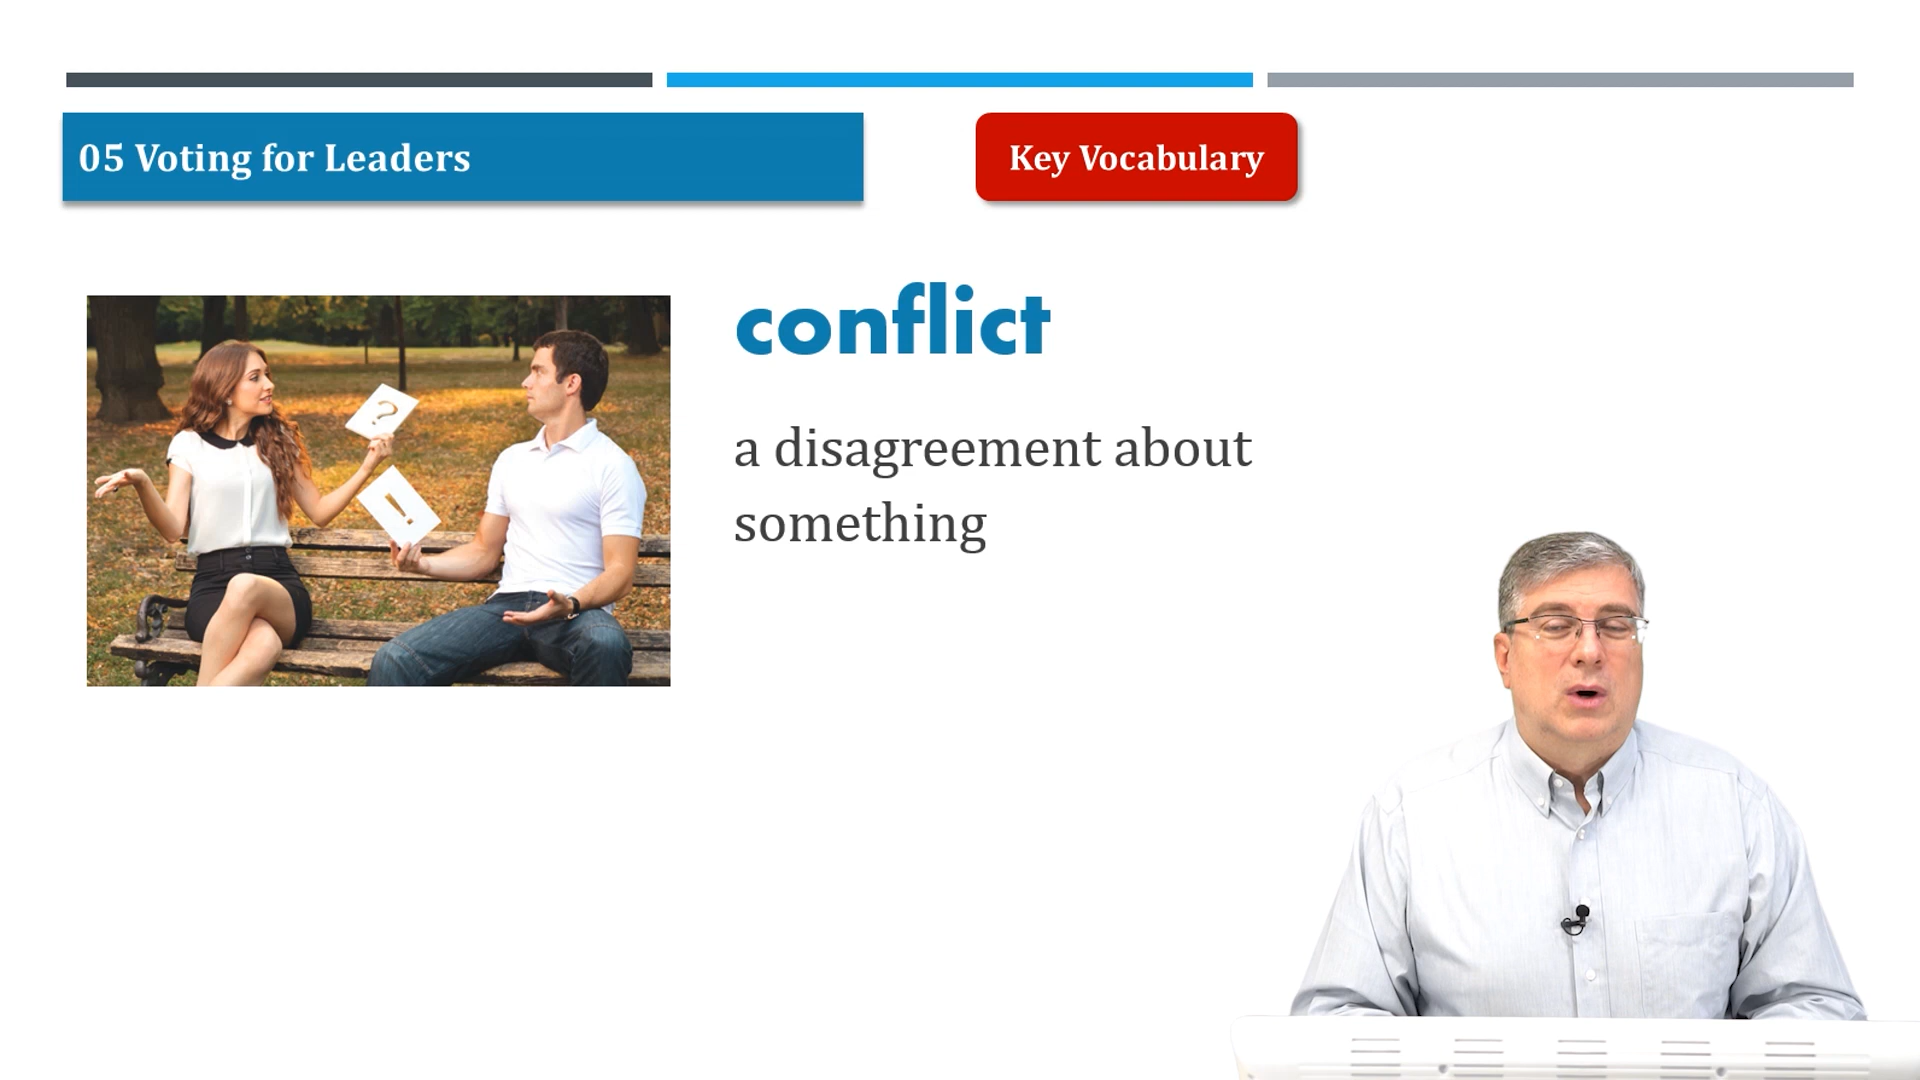 05 Voting for Leaders
Key Vocabulary
conflict
a disagreement about
something
?
!